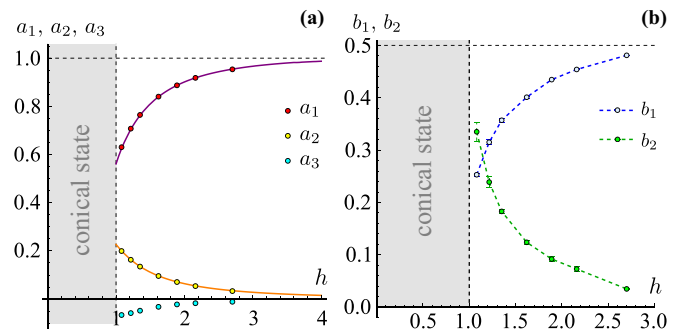 a₁, a₂, a₃ (a)
1.0
0.8
0.6
0.4
0.2
conical state
a₁
a₂
a₃
h
1 2 3 4
b₁, b₂ (b)
0.5
0.4
0.3
0.2
0.1
0.0
conical state
b₁
b₂
h
0.5 1.0 1.5 2.0 2.5 3.0